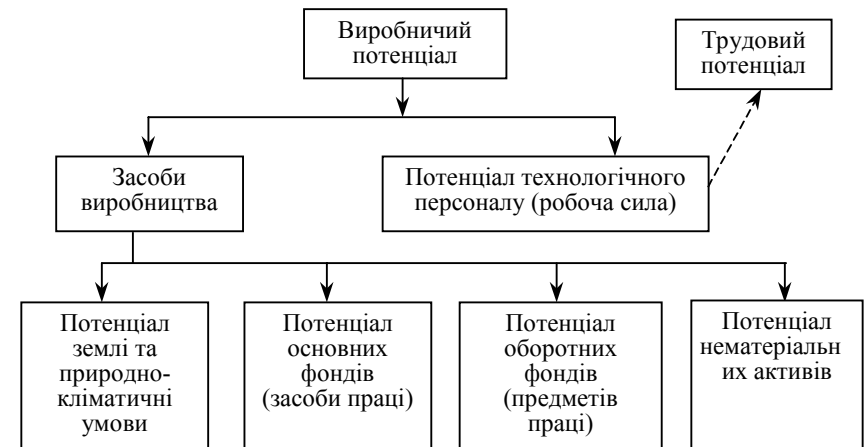 Виробничий
потенціал
Трудовий
потенціал
Засоби
виробництва
Потенціал технологічного
персоналу (робоча сила)
Потенціал
землі та
природно-
кліматичні
умови
Потенціал
основних
фондів
(засоби праці)
Потенціал
оборотних
фондів
(предметів
праці)
Потенціал
нематеріальн
их активів